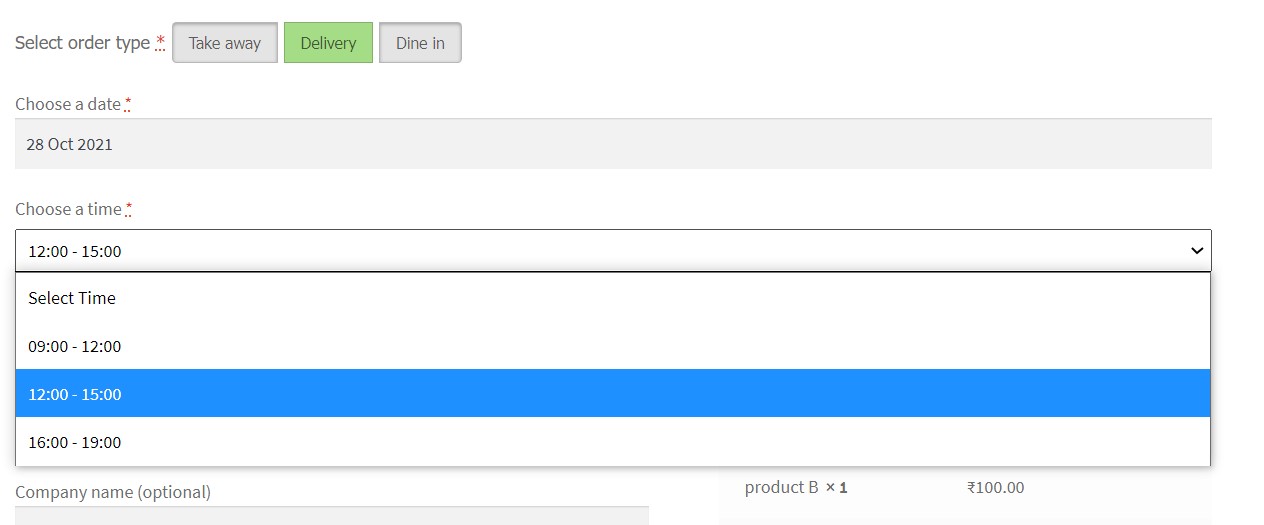 Select order type * Take away Delivery Dine in
Choose a date *
28 Oct 2021
Choose a time *
12:00 - 15:00
Select Time
09:00 - 12:00
12:00 - 15:00
16:00 - 19:00
Company name (optional)
product B × 1 ₹100.00